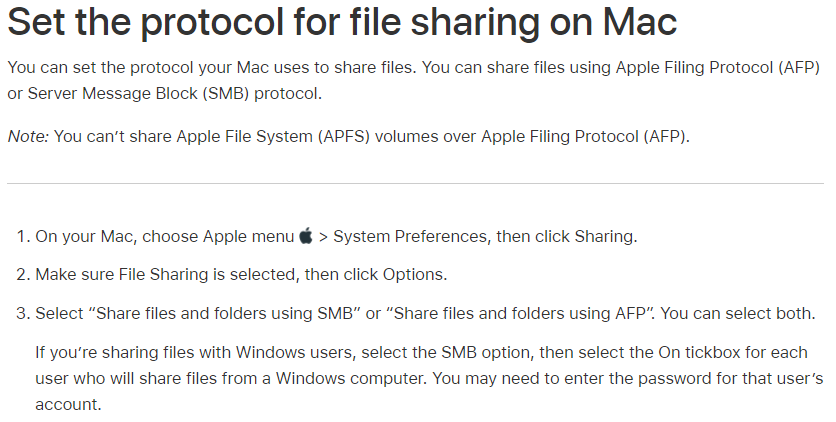 Set the protocol for file sharing on Mac
You can set the protocol your Mac uses to share files. You can share files using Apple Filing Protocol (AFP)
or Server Message Block (SMB) protocol.
Note: You can’t share Apple File System (APFS) volumes over Apple Filing Protocol (AFP).
1. On your Mac, choose Apple menu > System Preferences, then click Sharing.
2. Make sure File Sharing is selected, then click Options.
3. Select “Share files and folders using SMB” or “Share files and folders using AFP”. You can select both.
If you’re sharing files with Windows users, select the SMB option, then select the On tickbox for each
user who will share files from a Windows computer. You may need to enter the password for that user’s
account.